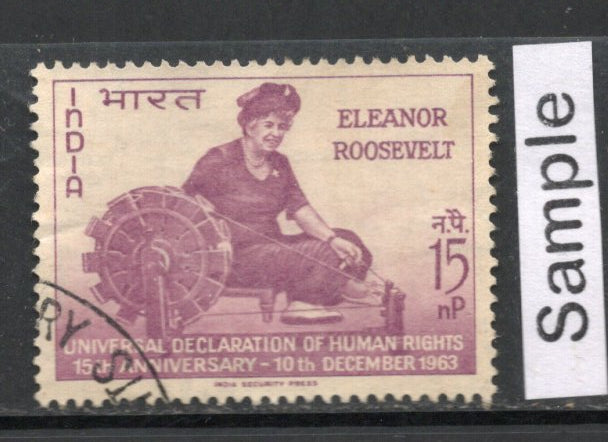 INDIA
भारत
ELEANOR
ROOSEVELT
न.पै.
15
nP
UNIVERSAL DECLARATION OF HUMAN RIGHTS
15th ANNIVERSARY - 10th DECEMBER 1963
INDIA SECURITY PRESS
Sample